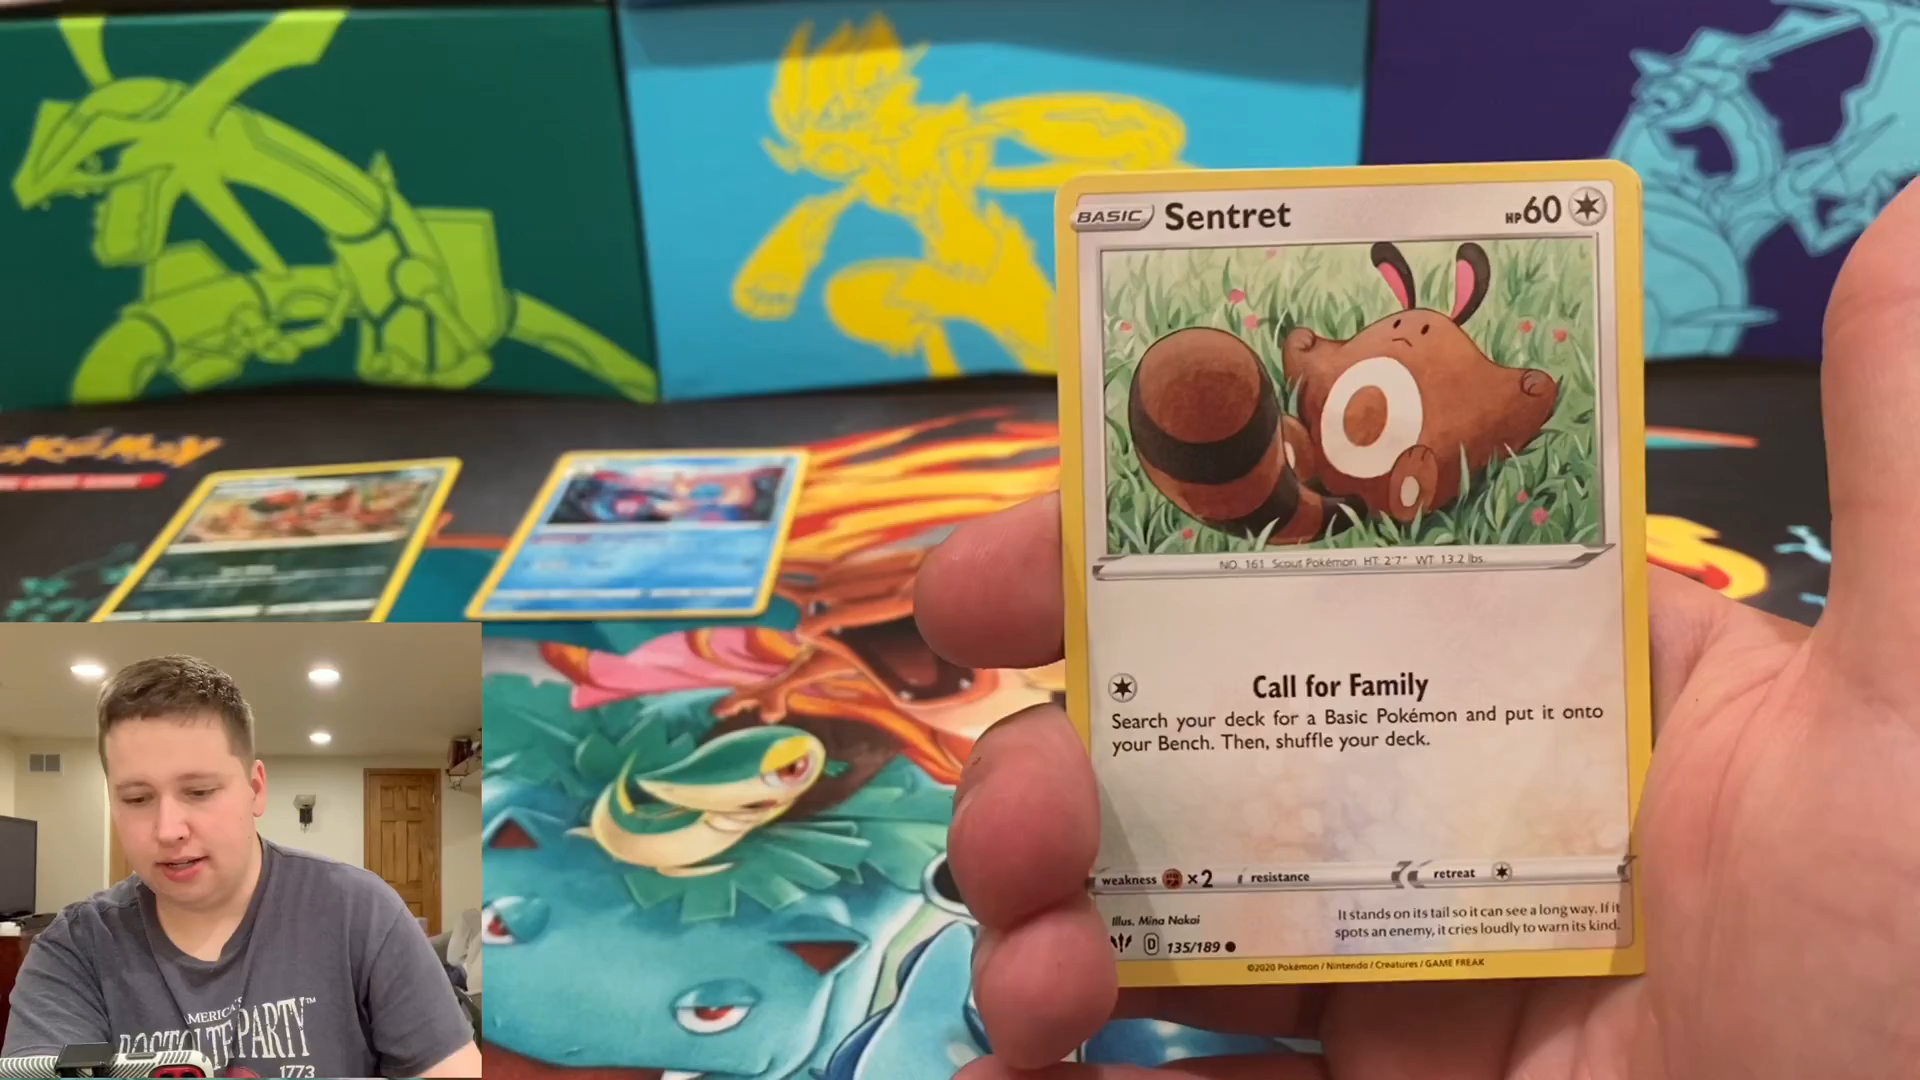 BASIC Sentret HP60
NO. 161 Scout Pokémon HT: 2'7" WT: 13.2 lbs.
Call for Family
Search your deck for a Basic Pokémon and put it onto
your Bench. Then, shuffle your deck.
weakness ×2 resistance retreat
Illus. Mina Nakai
D 135/189
It stands on its tail so it can see a long way. If it
spots an enemy, it cries loudly to warn its kind.
©2020 Pokémon / Nintendo / Creatures / GAME FREAK
POKÉMON
AMERICA'S
PARTY™
1773